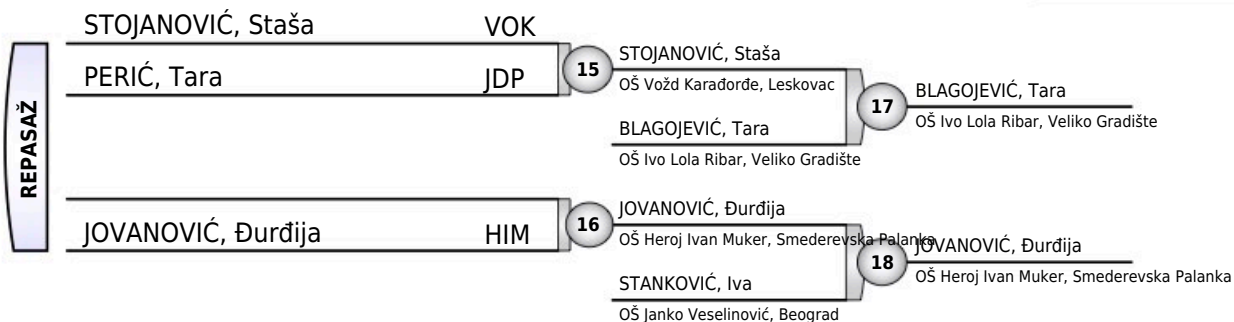 REPASAŽ
STOJANOVIĆ, Staša VOK
PERIĆ, Tara JDP
15
STOJANOVIĆ, Staša
OŠ Vožd Karađorđe, Leskovac
BLAGOJEVIĆ, Tara
OŠ Ivo Lola Ribar, Veliko Gradište
17
BLAGOJEVIĆ, Tara
OŠ Ivo Lola Ribar, Veliko Gradište
JOVANOVIĆ, Đurđija HIM
16
JOVANOVIĆ, Đurđija
OŠ Heroj Ivan Muker, Smederevska Palanka
STANKOVIĆ, Iva
OŠ Janko Veselinović, Beograd
18
JOVANOVIĆ, Đurđija
OŠ Heroj Ivan Muker, Smederevska Palanka